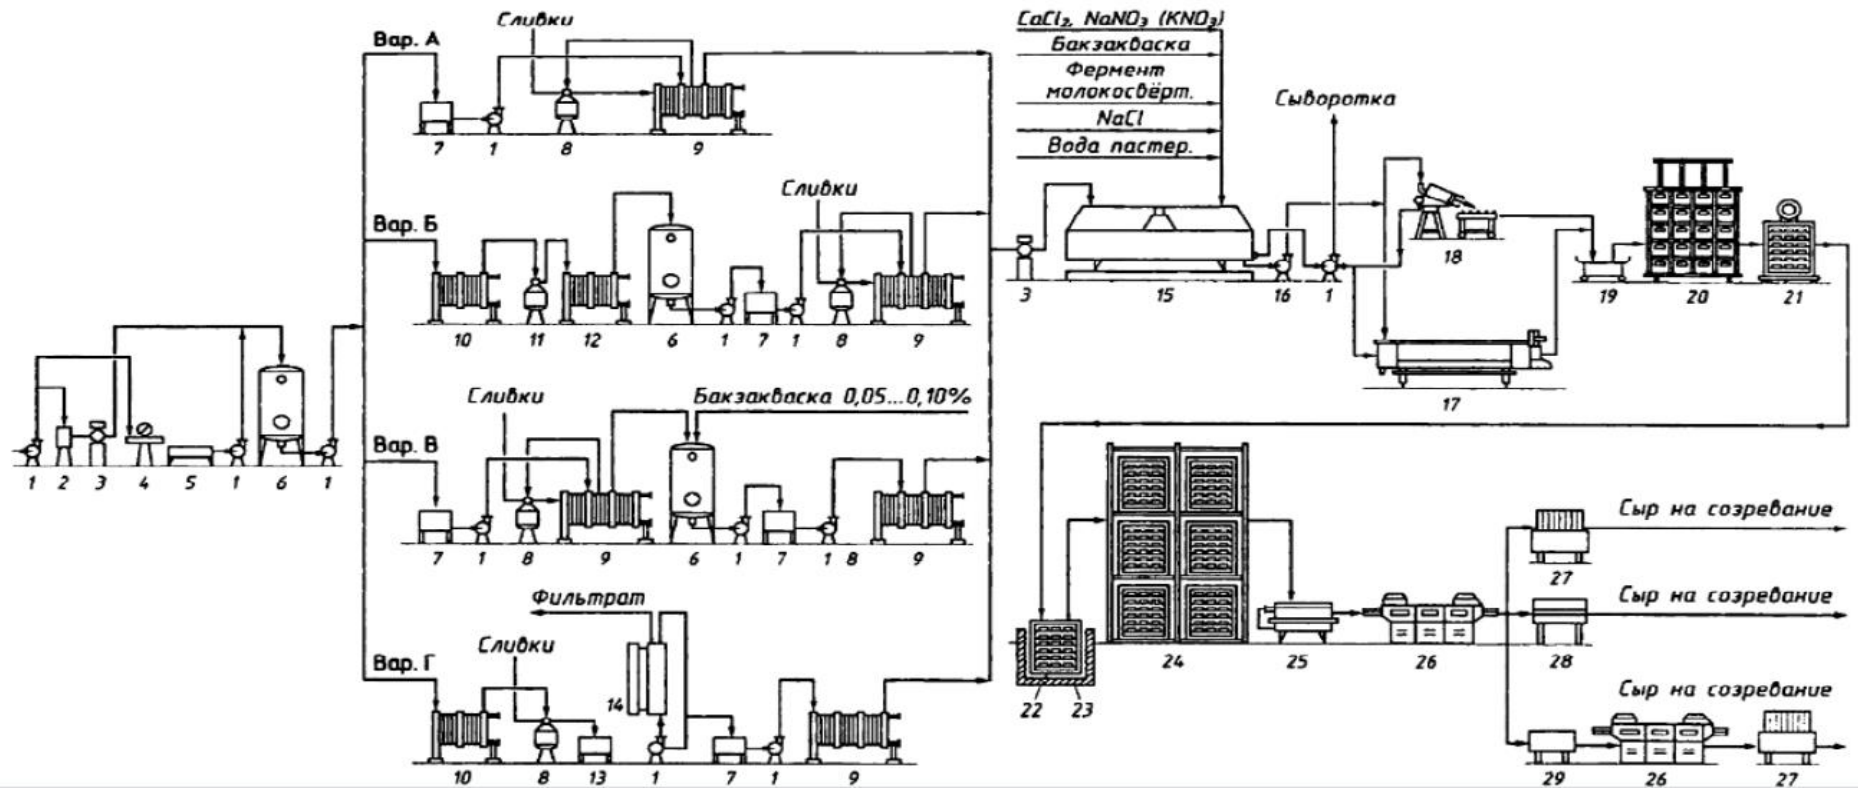 Сливки
Вар. А
7 1 8 9
Сливки
Вар. Б
10 11 12 6 1 7 1 8 9
1 2 3 4 5 1 6 1
Сливки
Бакзакваска 0,05...0,10%
Вар. В
7 1 8 9 6 1 7 1 8 9
Фильтрат
Сливки
Вар. Г
14
10 8 13 1 7 1 9
CaCl₂, NaNO₃ (KNO₃)
Бакзакваска
Фермент
молокосвёрт.
NaCl
Вода пастер.
Сыворотка
3 15 16 1 18 19 20 21
17
Сыр на созревание
27
Сыр на созревание
22 23 24 25 26 28
Сыр на созревание
29 26 27